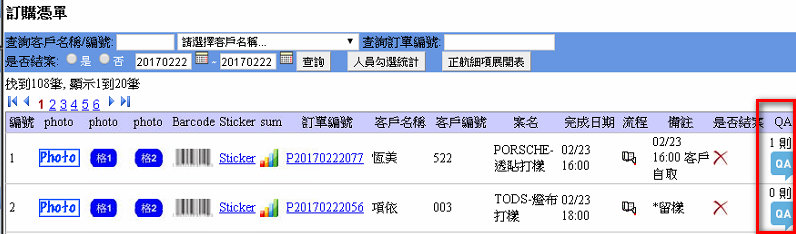 訂購憑單
查詢客戶名稱/編號: 請選擇客戶名稱... 查詢訂單編號:
是否結案: 是 否 20170222 ~ 20170222 查詢 人員勾選統計 正航細項展開表
找到108筆, 顯示1到20筆
1 2 3 4 5 6
編號 photo photo photo Barcode Sticker sum 訂單編號 客戶名稱 客戶編號 案名 完成日期 流程 備註 是否結案 QA
1 Photo 格1 格2 Sticker P20170222077 恆美 522 PORSCHE-透貼打樣 02/23 16:00 02/23 16:00 客戶自取 1 則 QA
2 Photo 格1 格2 Sticker P20170222056 項依 003 TODS-燈布打樣 02/23 18:00 *留樣 0 則 QA